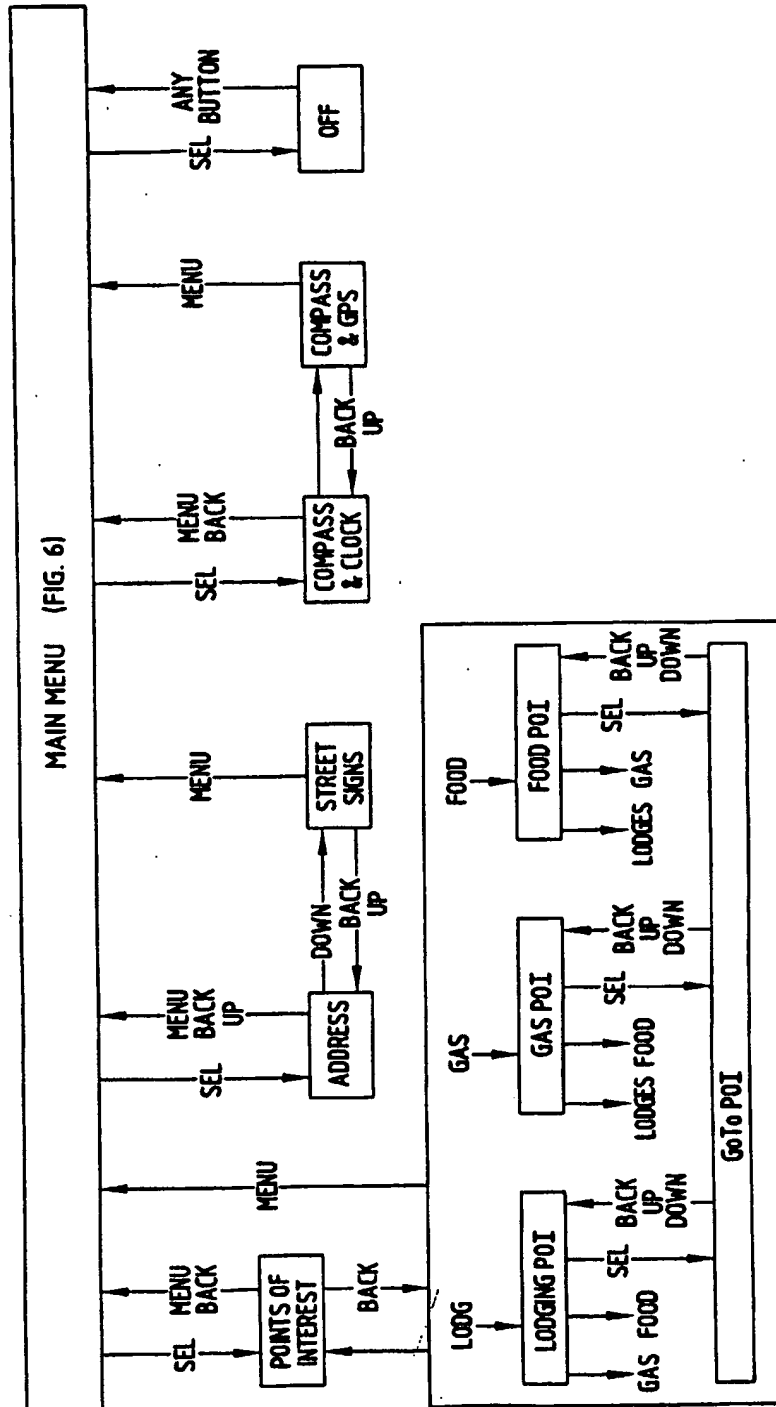 MAIN MENU (FIG. 6)
SEL
MENU
BACK
POINTS OF
INTEREST
BACK
MENU
SEL
MENU
BACK
UP
ADDRESS
DOWN
BACK
UP
STREET
SIGNS
MENU
SEL
MENU
BACK
COMPASS
& CLOCK
BACK
UP
COMPASS
& GPS
MENU
SEL
ANY
BUTTON
OFF
LODG
LODGING POI
GAS
FOOD
SEL
BACK
UP
DOWN
GAS
GAS POI
LODGES
FOOD
SEL
BACK
UP
DOWN
FOOD
FOOD POI
LODGES
GAS
SEL
BACK
UP
DOWN
GoTo POI